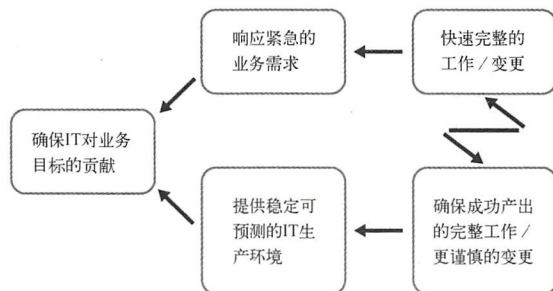 响应紧急的
业务需求
快速完整的
工作／变更
确保IT对业务
目标的贡献
提供稳定可
预测的IT生
产环境
确保成功产出
的完整工作／
更谨慎的变更